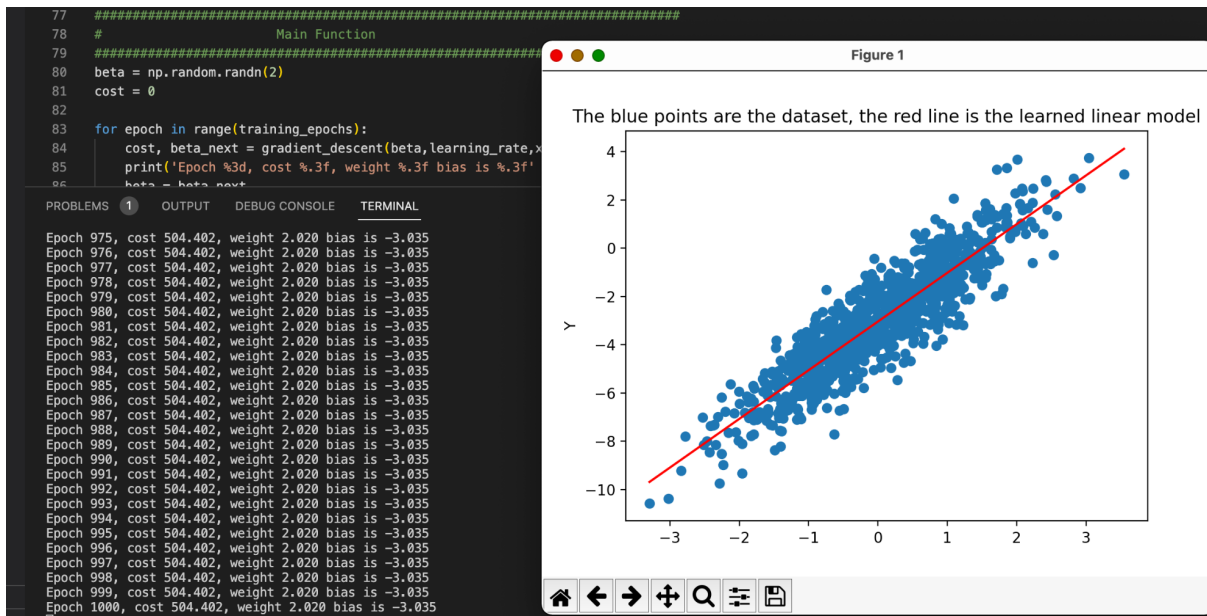 77 ################################################################################
78 # Main Function
79 ################################################################################
80 beta = np.random.randn(2)
81 cost = 0
82
83 for epoch in range(training_epochs):
84 cost, beta_next = gradient_descent(beta,learning_rate,x
85 print('Epoch %3d, cost %.3f, weight %.3f bias is %.3f'
86 beta = beta_next
PROBLEMS 1 OUTPUT DEBUG CONSOLE TERMINAL
Epoch 975, cost 504.402, weight 2.020 bias is -3.035
Epoch 976, cost 504.402, weight 2.020 bias is -3.035
Epoch 977, cost 504.402, weight 2.020 bias is -3.035
Epoch 978, cost 504.402, weight 2.020 bias is -3.035
Epoch 979, cost 504.402, weight 2.020 bias is -3.035
Epoch 980, cost 504.402, weight 2.020 bias is -3.035
Epoch 981, cost 504.402, weight 2.020 bias is -3.035
Epoch 982, cost 504.402, weight 2.020 bias is -3.035
Epoch 983, cost 504.402, weight 2.020 bias is -3.035
Epoch 984, cost 504.402, weight 2.020 bias is -3.035
Epoch 985, cost 504.402, weight 2.020 bias is -3.035
Epoch 986, cost 504.402, weight 2.020 bias is -3.035
Epoch 987, cost 504.402, weight 2.020 bias is -3.035
Epoch 988, cost 504.402, weight 2.020 bias is -3.035
Epoch 989, cost 504.402, weight 2.020 bias is -3.035
Epoch 990, cost 504.402, weight 2.020 bias is -3.035
Epoch 991, cost 504.402, weight 2.020 bias is -3.035
Epoch 992, cost 504.402, weight 2.020 bias is -3.035
Epoch 993, cost 504.402, weight 2.020 bias is -3.035
Epoch 994, cost 504.402, weight 2.020 bias is -3.035
Epoch 995, cost 504.402, weight 2.020 bias is -3.035
Epoch 996, cost 504.402, weight 2.020 bias is -3.035
Epoch 997, cost 504.402, weight 2.020 bias is -3.035
Epoch 998, cost 504.402, weight 2.020 bias is -3.035
Epoch 999, cost 504.402, weight 2.020 bias is -3.035
Epoch 1000, cost 504.402, weight 2.020 bias is -3.035
Figure 1
The blue points are the dataset, the red line is the learned linear model
4
2
0
−2
−4
−6
−8
−10
Y
−3 −2 −1 0 1 2 3